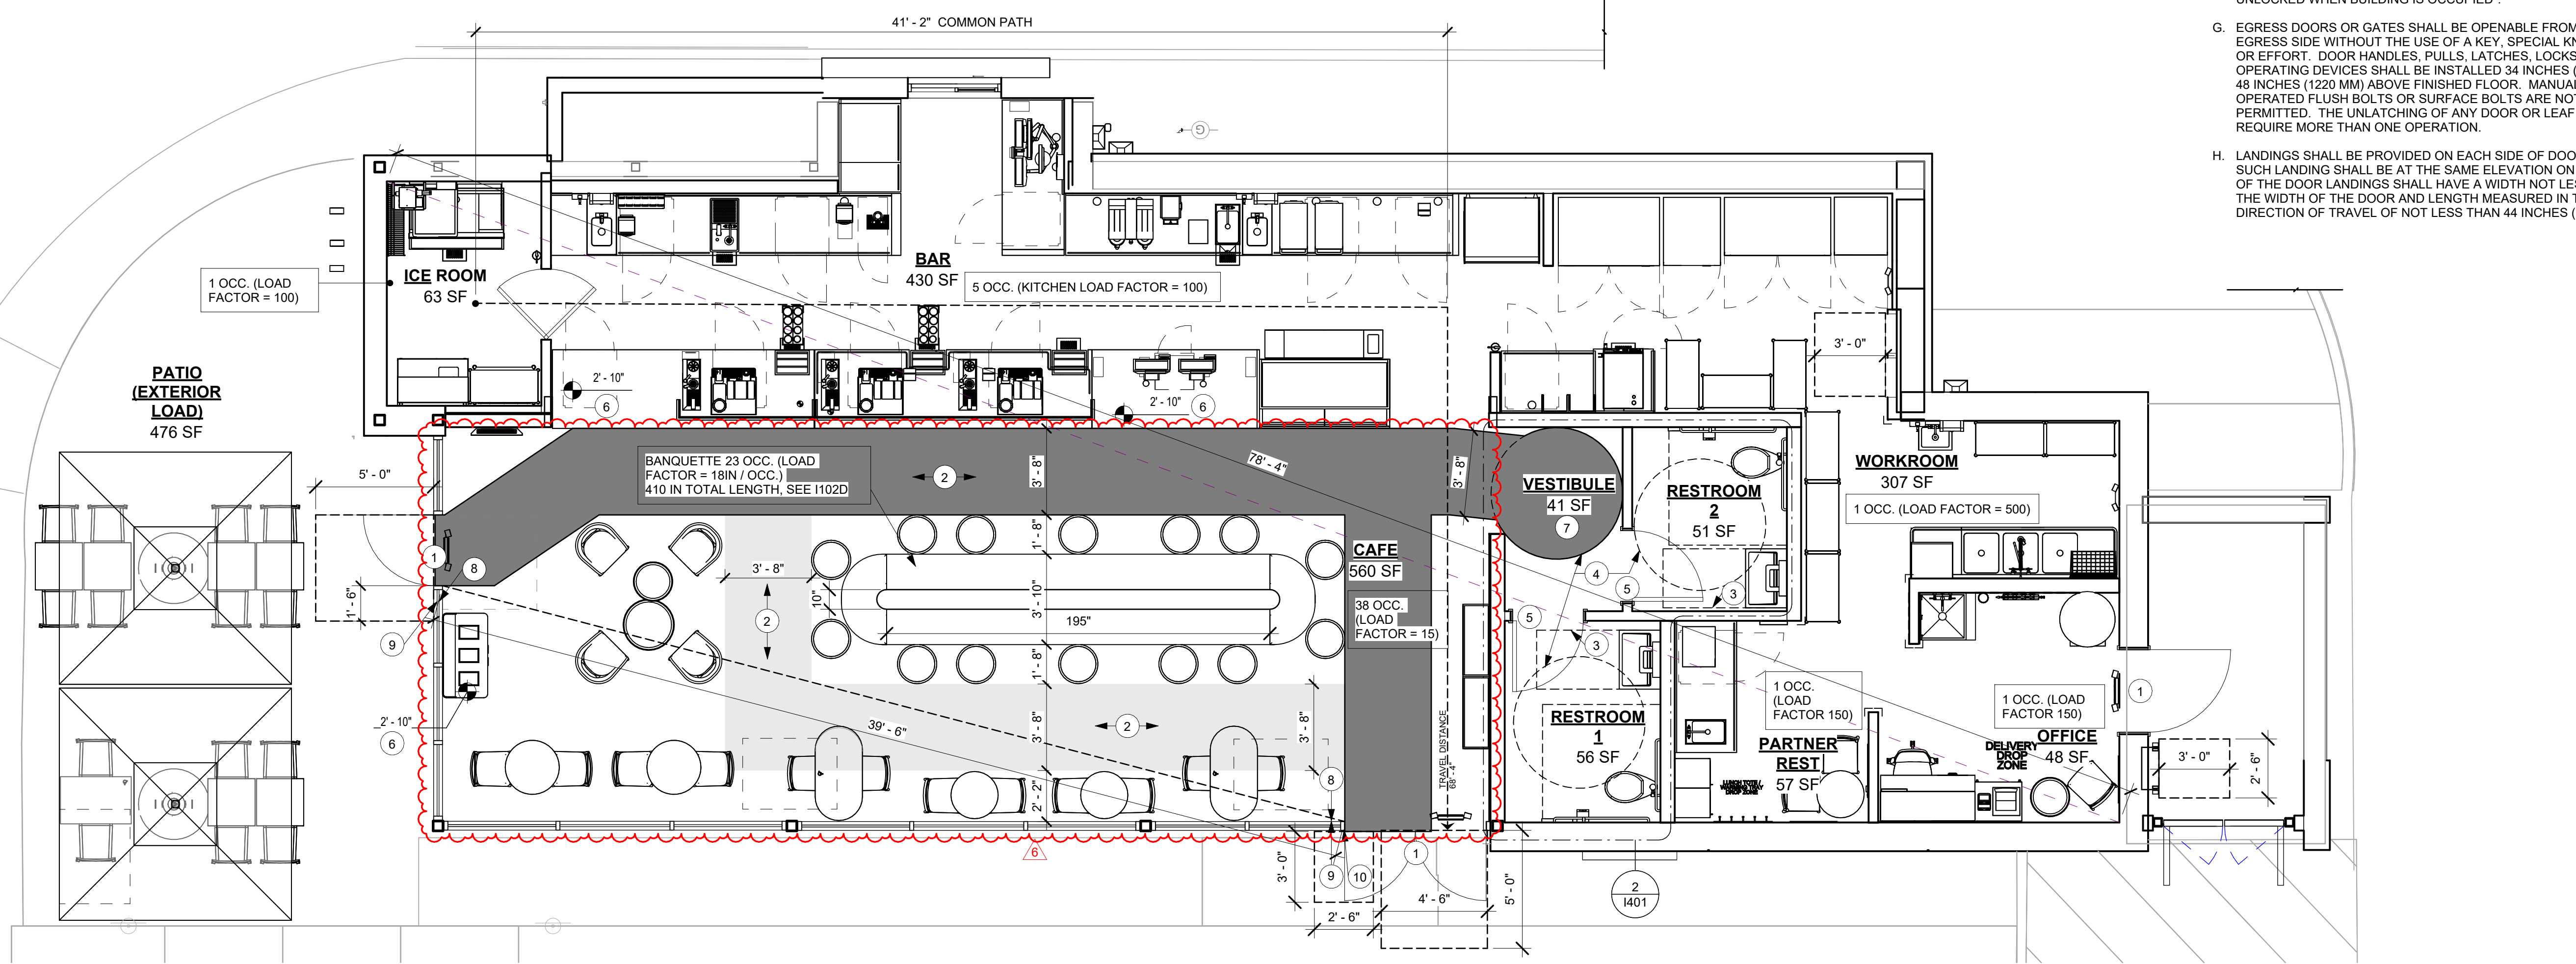 41' - 2" COMMON PATH
UNLOCKED WHEN BUILDING IS OCCUPIED".
G. EGRESS DOORS OR GATES SHALL BE OPENABLE FROM
EGRESS SIDE WITHOUT THE USE OF A KEY, SPECIAL KN
OR EFFORT. DOOR HANDLES, PULLS, LATCHES, LOCKS
OPERATING DEVICES SHALL BE INSTALLED 34 INCHES (
48 INCHES (1220 MM) ABOVE FINISHED FLOOR. MANUAL
OPERATED FLUSH BOLTS OR SURFACE BOLTS ARE NOT
PERMITTED. THE UNLATCHING OF ANY DOOR OR LEAF
REQUIRE MORE THAN ONE OPERATION.
H. LANDINGS SHALL BE PROVIDED ON EACH SIDE OF DOO
SUCH LANDING SHALL BE AT THE SAME ELEVATION ON
OF THE DOOR LANDINGS SHALL HAVE A WIDTH NOT LES
THE WIDTH OF THE DOOR AND LENGTH MEASURED IN T
DIRECTION OF TRAVEL OF NOT LESS THAN 44 INCHES (
G
1 OCC. (LOAD
FACTOR = 100)
ICE ROOM
63 SF
BAR
430 SF
5 OCC. (KITCHEN LOAD FACTOR = 100)
3' - 0"
PATIO
(EXTERIOR
LOAD)
476 SF
2' - 10"
6
2' - 10"
6
5' - 0"
BANQUETTE 23 OCC. (LOAD
FACTOR = 18IN / OCC.)
410 IN TOTAL LENGTH, SEE I102D
2
3' - 8"
78' - 4"
3' - 8"
VESTIBULE
41 SF
7
RESTROOM
2
51 SF
WORKROOM
307 SF
1 OCC. (LOAD FACTOR = 500)
1
8
1' - 6"
9
3' - 8"
2
10"
1' - 8"
3' - 10"
195"
1' - 8"
CAFE
560 SF
38 OCC.
(LOAD
FACTOR = 15)
4
5
3
5
3
2' - 10"
6
39' - 6"
3' - 8"
2
3' - 8"
2' - 2"
8
TRAVEL DISTANCE
68' - 4"
RESTROOM
1
56 SF
1 OCC.
(LOAD
FACTOR 150)
PARTNER
REST
57 SF
LUNCH TOTE /
WARMING TRAY
DROP ZONE
1 OCC. (LOAD
FACTOR 150)
OFFICE
48 SF
DELIVERY
DROP
ZONE
1
3' - 0"
2' - 6"
6
3' - 0"
9
10
1
2' - 6"
4' - 6"
5' - 0"
2
I401